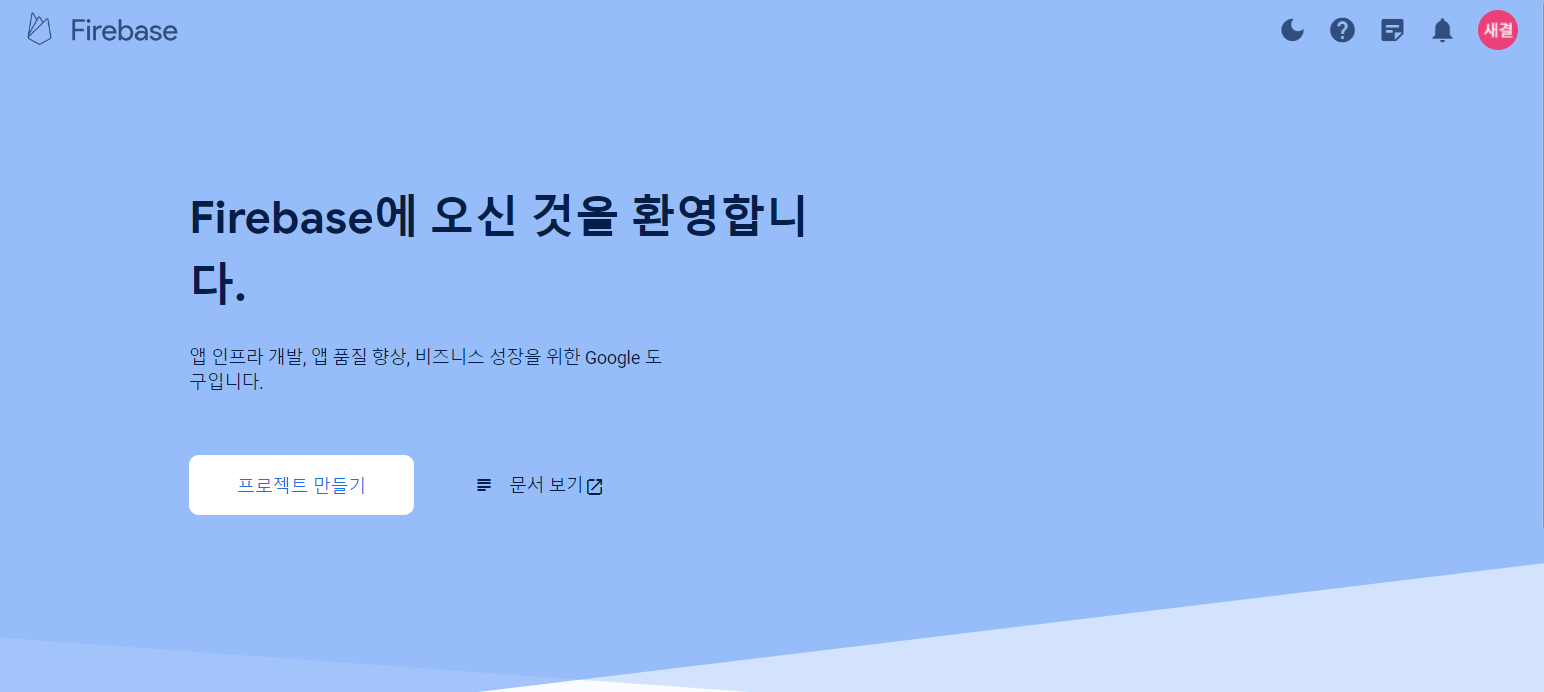 Firebase
새결
Firebase에 오신 것을 환영합니
다.
앱 인프라 개발, 앱 품질 향상, 비즈니스 성장을 위한 Google 도
구입니다.
프로젝트 만들기
문서 보기